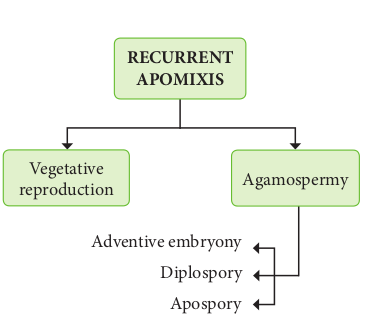 RECURRENT
APOMIXIS
Vegetative
reproduction
Agamospermy
Adventive embryony
Diplospory
Apospory